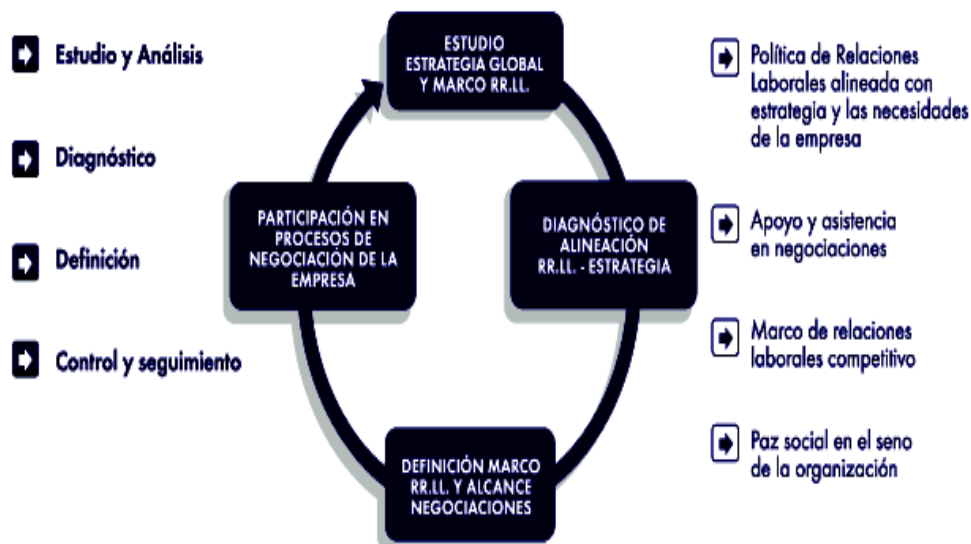 Estudio y Análisis
Diagnóstico
Definición
Control y seguimiento
ESTUDIO
ESTRATEGIA GLOBAL
Y MARCO RR.LL.
DIAGNÓSTICO DE
ALINEACIÓN
RR.LL. - ESTRATEGIA
DEFINICIÓN MARCO
RR.LL. Y ALCANCE
NEGOCIACIONES
PARTICIPACIÓN EN
PROCESOS DE
NEGOCIACIÓN DE LA
EMPRESA
Política de Relaciones
Laborales alineada con
estrategia y las necesidades
de la empresa
Apoyo y asistencia
en negociaciones
Marco de relaciones
laborales competitivo
Paz social en el seno
de la organización